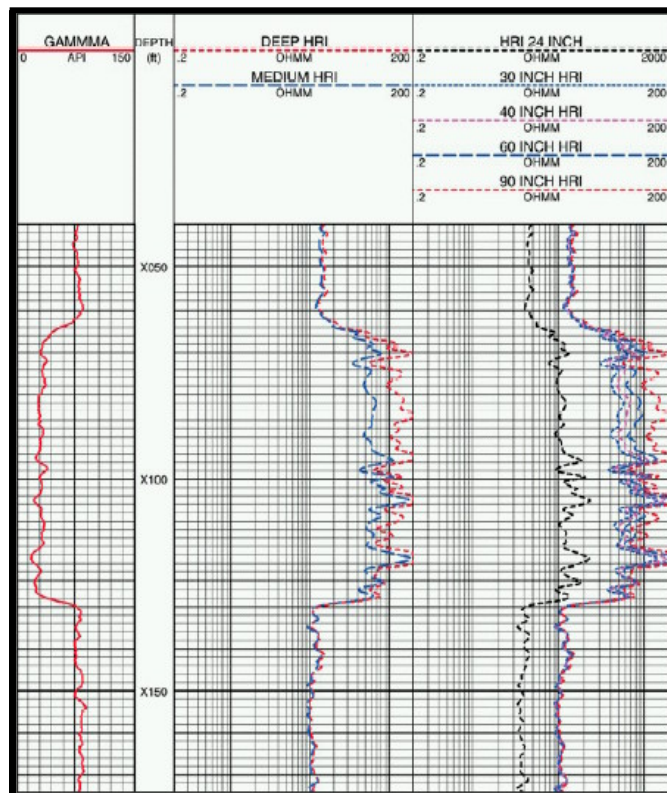 GAMMMA DEPTH DEEP HRI HRI 24 INCH
0 API 150 (ft) .2 OHMM 200 .2 OHMM 2000
MEDIUM HRI 30 INCH HRI
.2 OHMM 200 .2 OHMM 200
40 INCH HRI
.2 OHMM 200
60 INCH HRI
.2 OHMM 200
90 INCH HRI
.2 OHMM 200
X050
X100
X150